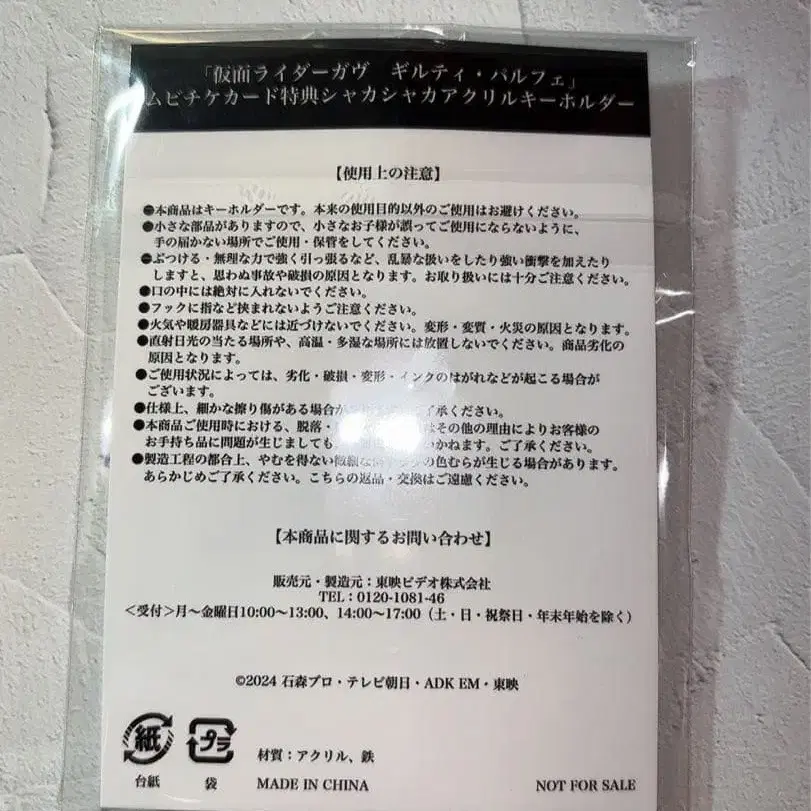 「仮面ライダーガヴ ギルティ・パルフェ」
ムビチケカード特典シャカシャカアクリルキーホルダー
【使用上の注意】
●本商品はキーホルダーです。本来の使用目的以外のご使用はお避けください。
●小さな部品がありますので、小さなお子様が誤ってご使用にならないように、
手の届かない場所でご使用・保管をしてください。
●ぶつける・無理な力で強く引っ張るなど、乱暴な扱いをしたり強い衝撃を加えたり
しますと、思わぬ事故や破損の原因となります。お取り扱いには十分ご注意ください。
●口の中には絶対に入れないでください。
●フックに指など挟まれないようご注意ください。
●火気や暖房器具などには近づけないでください。変形・変質・火災の原因となります。
●直射日光の当たる場所や、高温・多湿な場所には放置しないでください。商品劣化の
原因となります。
●ご使用状況によっては、劣化・破損・変形・インクのはがれなどが起こる場合が
ございます。
●仕様上、細かな擦り傷がある場合が ご了承ください。
●本商品ご使用時における、脱落・ はその他の理由によりお客様の
お手持ち品に問題が生じましても かねます。ご了承ください。
●製造工程の都合上、やむを得ない微細な の色むらが生じる場合があります。
あらかじめご了承ください。こちらの返品・交換はご遠慮ください。
【本商品に関するお問い合わせ】
販売元・製造元：東映ビデオ株式会社
TEL：0120-1081-46
＜受付＞月～金曜日10:00～13:00、14:00～17:00（土・日・祝祭日・年末年始を除く）
©2024 石森プロ・テレビ朝日・ADK EM・東映
紙 プラ 材質：アクリル、鉄
台紙 袋 MADE IN CHINA NOT FOR SALE